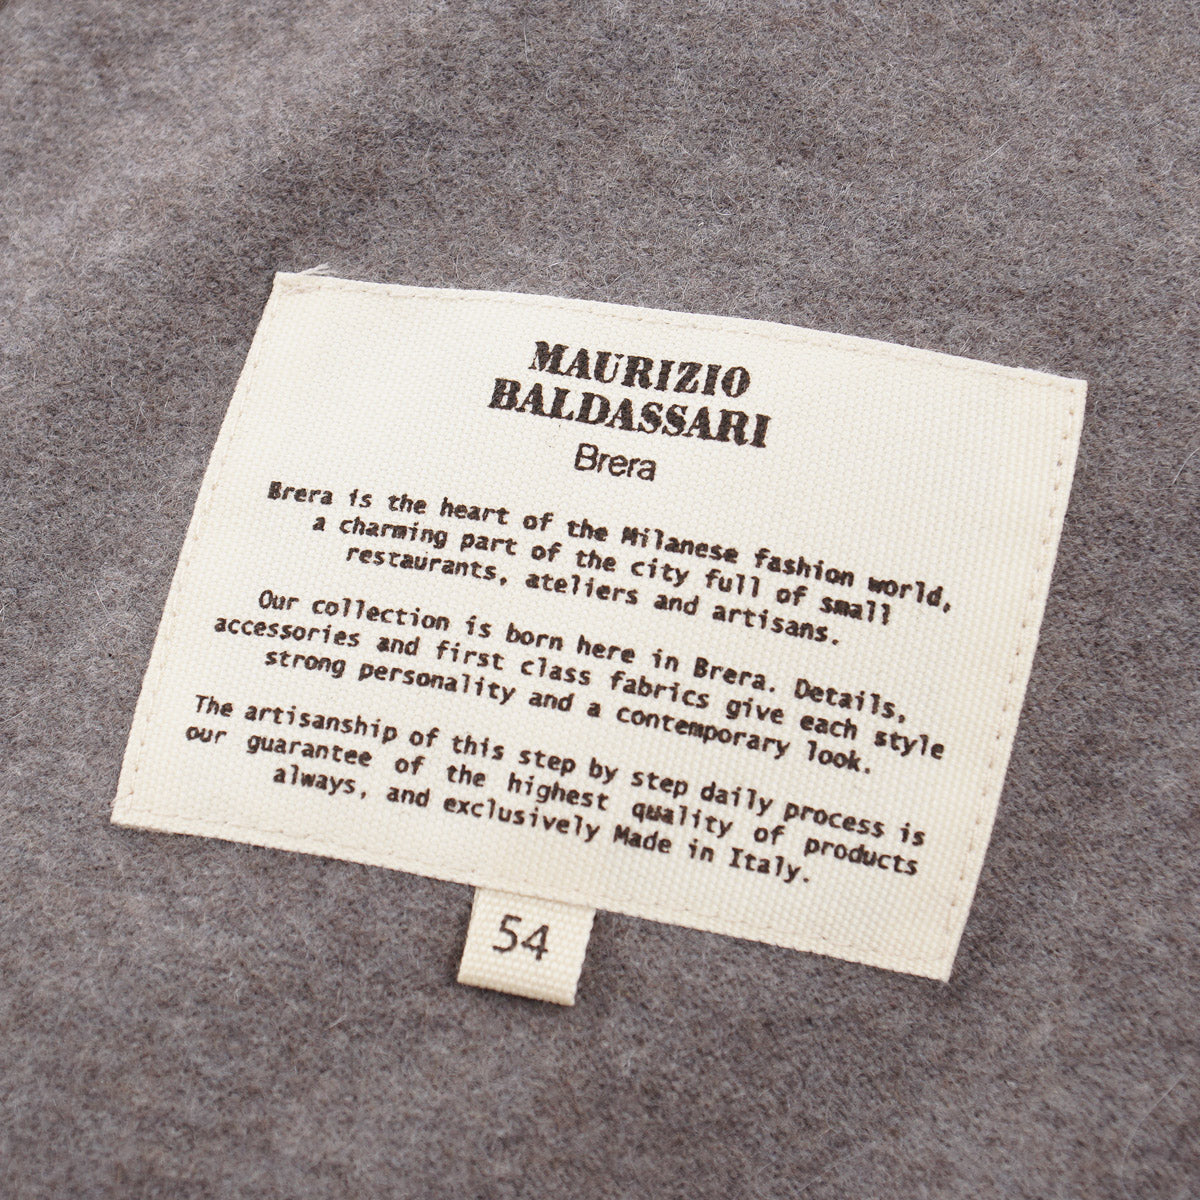 MAURIZIO
BALDASSARI
Brera
Brera is the heart of the Milanese fashion world,
a charming part of the city full of small
restaurants, ateliers and artisans.
Our collection is born here in Brera. Details,
accessories and first class fabrics give each style
strong personality and a contemporary look.
The artisanship of this step by step daily process is
our guarantee of the highest quality of products
always, and exclusively Made in Italy.
54